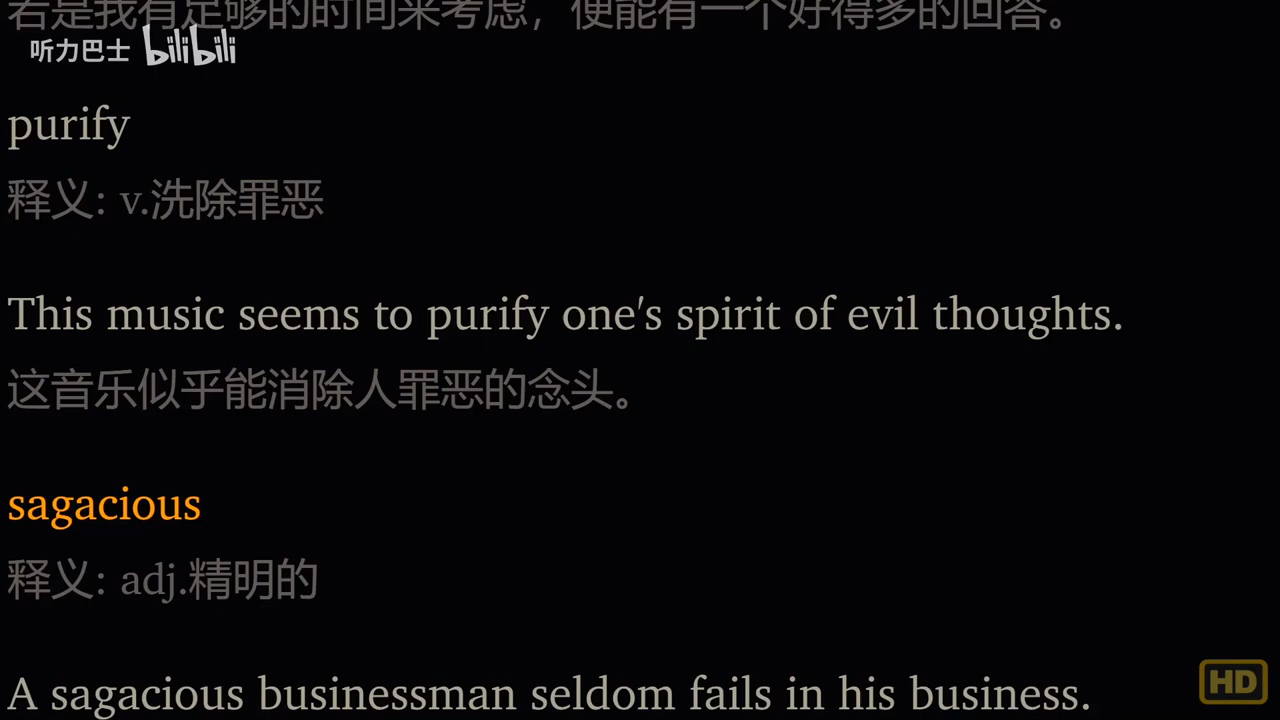 若是我有足够的时间来考虑，便能有一个好得多的回答。
听力巴士 bilibili
purify
释义: v.洗除罪恶
This music seems to purify one's spirit of evil thoughts.
这音乐似乎能消除人罪恶的念头。
sagacious
释义: adj.精明的
A sagacious businessman seldom fails in his business.
HD